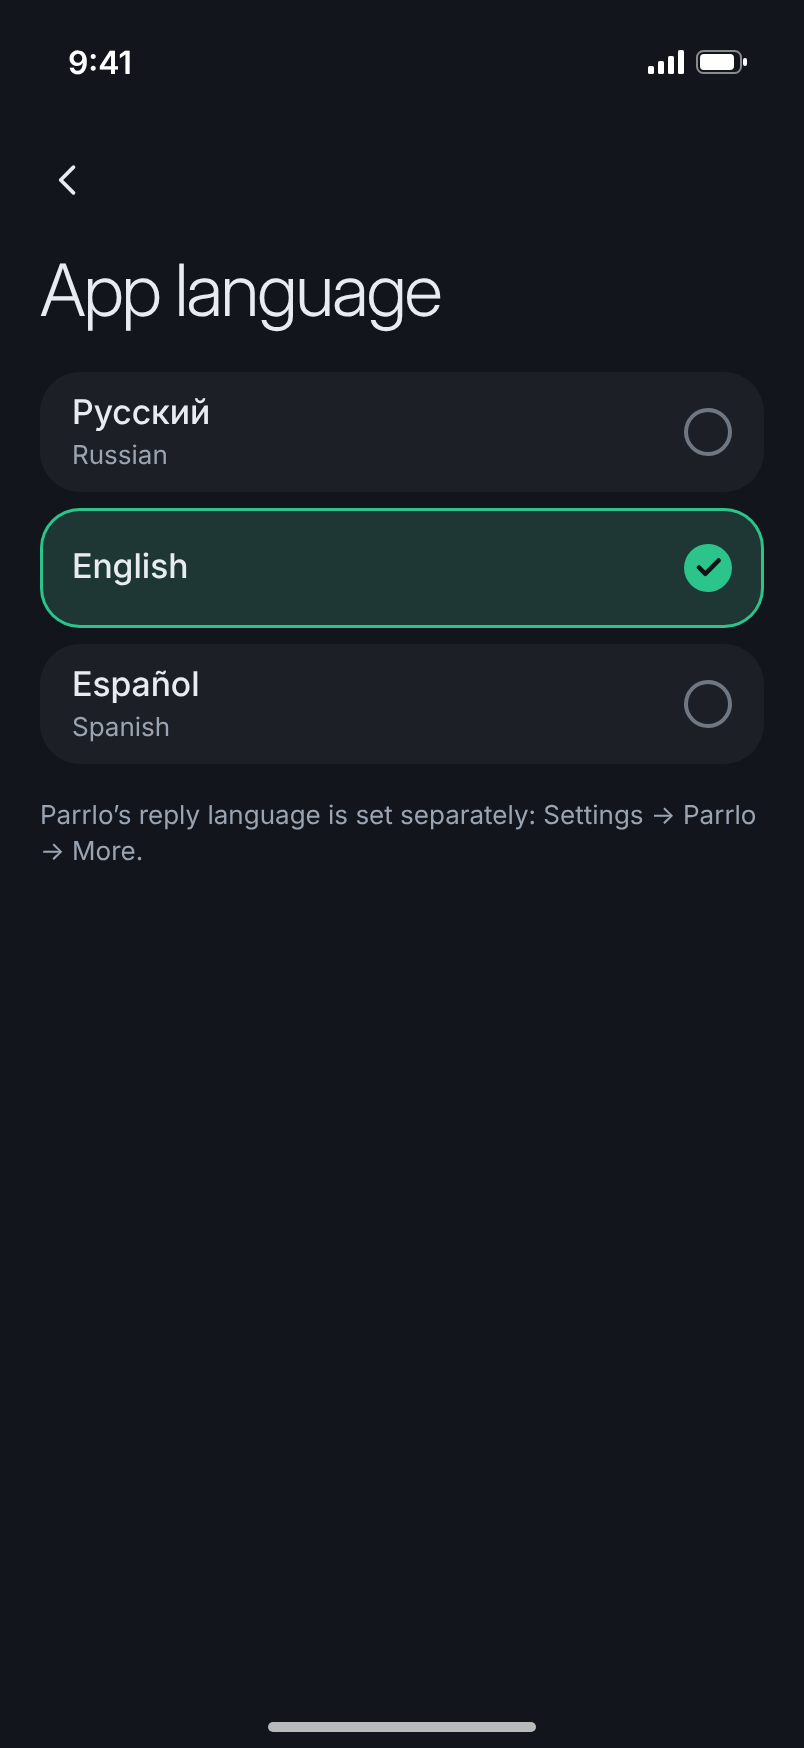 9:41
App language
Русский
Russian
English
Español
Spanish
Parrlo’s reply language is set separately: Settings → Parrlo
→ More.